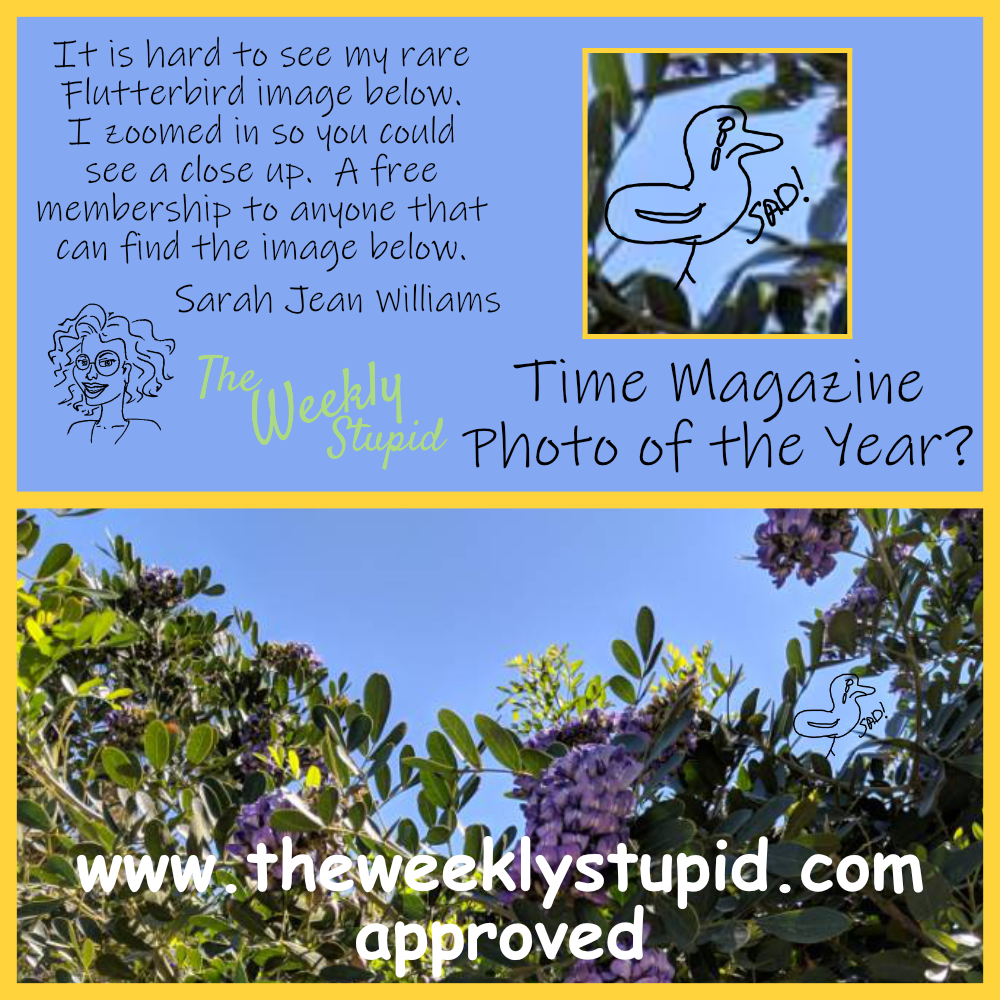 It is hard to see my rare
Flutterbird image below.
I zoomed in so you could
see a close up. A free
membership to anyone that
can find the image below.
Sarah Jean Williams
The
Weekly
Stupid
SAD!
Time Magazine
Photo of the Year?
SAD!
www.theweeklystupid.com
approved